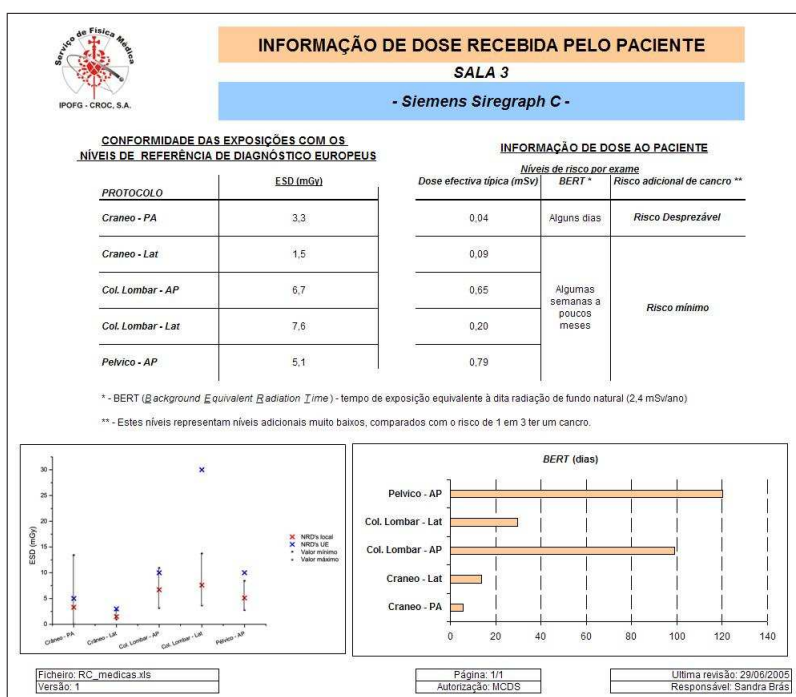 Serviço de Física Médica
IPOFG - CROC, S.A.
INFORMAÇÃO DE DOSE RECEBIDA PELO PACIENTE
SALA 3
- Siemens Siregraph C -
CONFORMIDADE DAS EXPOSIÇÕES COM OS
NÍVEIS DE REFERÊNCIA DE DIAGNÓSTICO EUROPEUS
PROTOCOLO ESD (mGy)
Craneo - PA 3,3
Craneo - Lat 1,5
Col. Lombar - AP 6,7
Col. Lombar - Lat 7,6
Pelvico - AP 5,1
INFORMAÇÃO DE DOSE AO PACIENTE
Níveis de risco por exame
Dose efectiva típica (mSv) BERT * Risco adicional de cancro **
0,04 Alguns dias Risco Desprezável
0,09
0,65
0,20
0,79
Algumas
semanas a
poucos
meses
Risco mínimo
* - BERT (Background Equivalent Radiation Time) - tempo de exposição equivalente à dita radiação de fundo natural (2,4 mSv/ano)
** - Estes níveis representam níveis adicionais muito baixos, comparados com o risco de 1 em 3 ter um cancro.
ESD (mGy)
30
25
20
15
10
5
0
Crâneo - PA
Crâneo - Lat
Col. Lombar - AP
Col. Lombar - Lat
Pelvico - AP
NRD's local
NRD's UE
Valor mínimo
Valor máximo
BERT (dias)
Pelvico - AP
Col. Lombar - Lat
Col. Lombar - AP
Craneo - Lat
Craneo - PA
0 20 40 60 80 100 120 140
Ficheiro: RC_medicas.xls
Versão: 1
Página: 1/1
Autorização: MCDS
Ultima revisão: 29/06/2005
Responsável: Sandra Brás